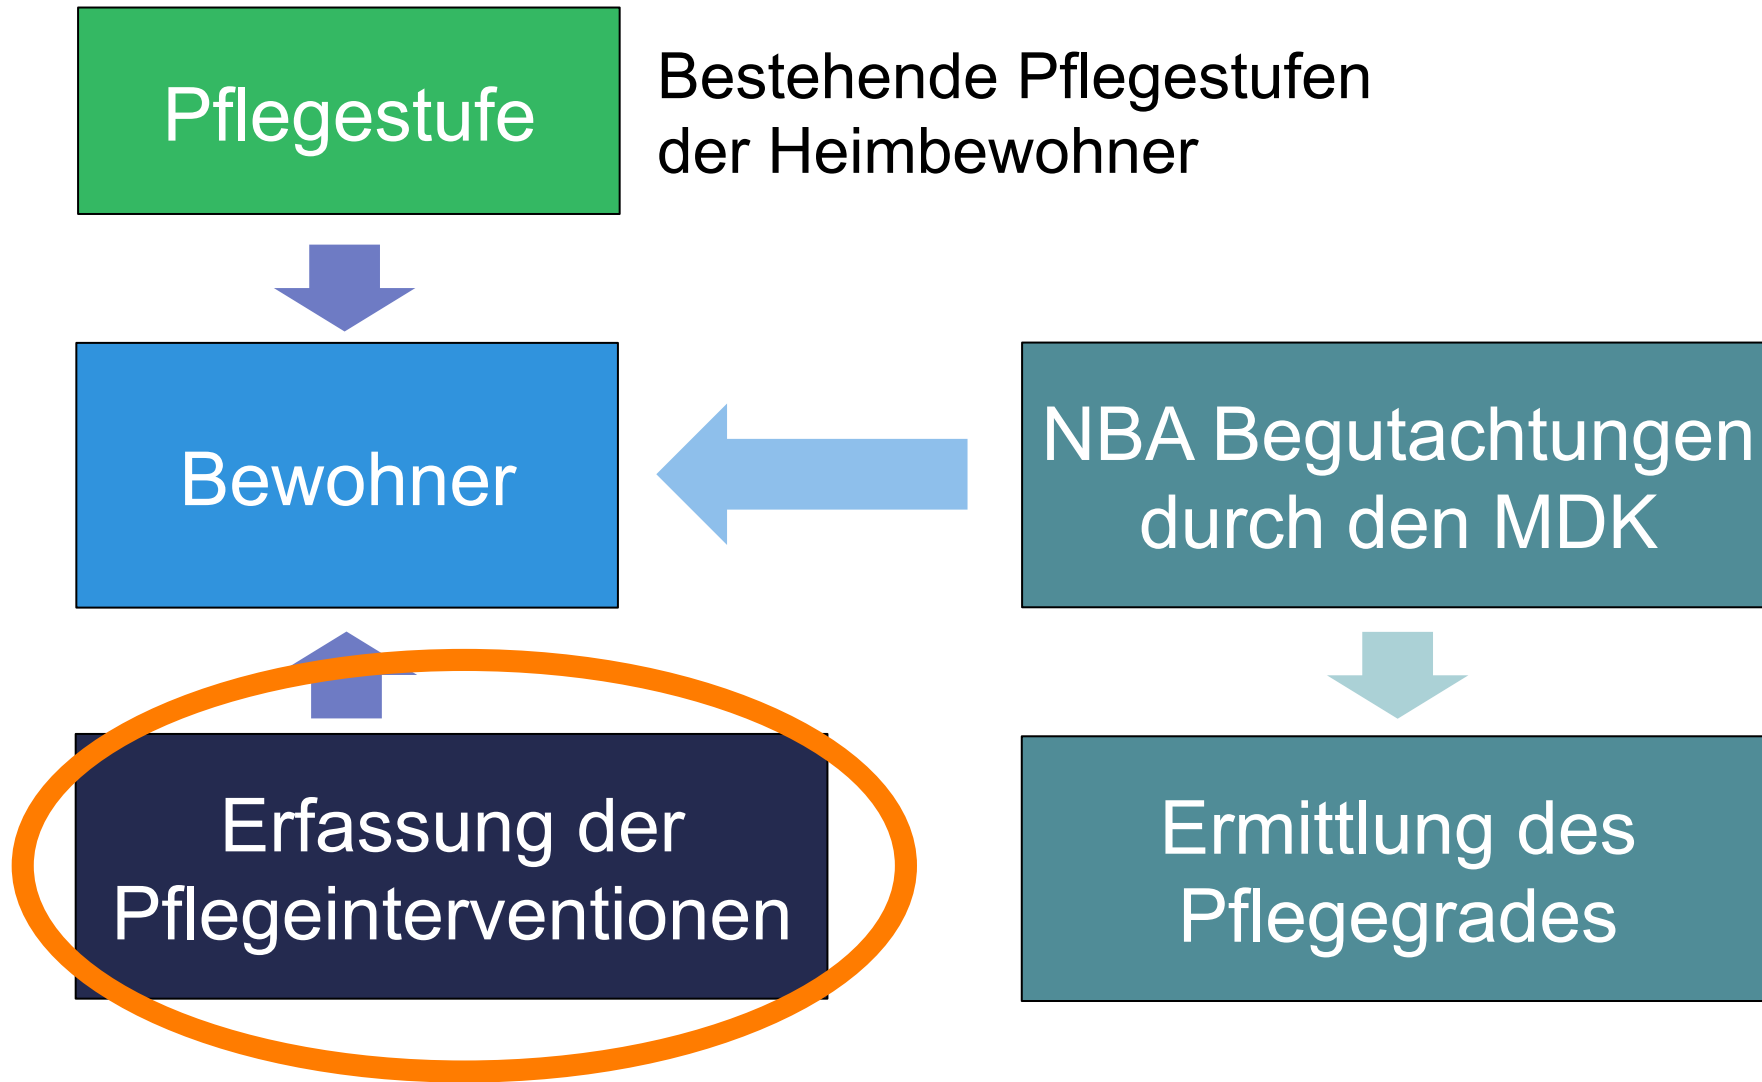 Pflegestufe
Bestehende Pflegestufen
der Heimbewohner
Bewohner
NBA Begutachtungen
durch den MDK
Erfassung der
Pflegeinterventionen
Ermittlung des
Pflegegrades